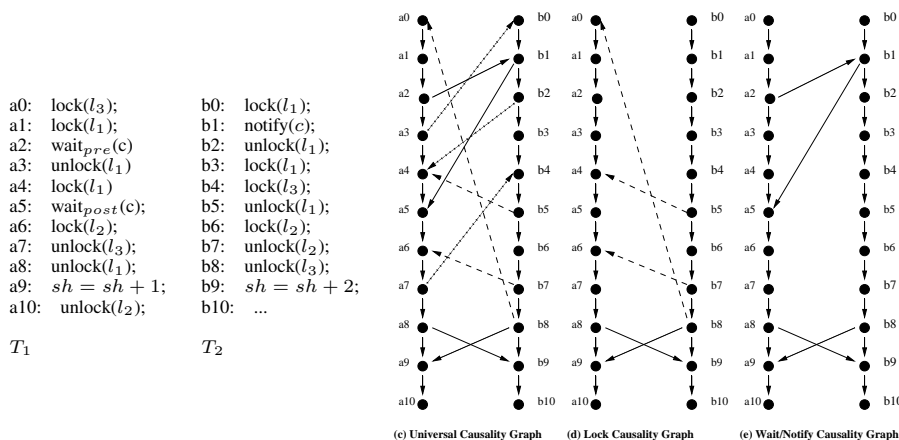 a0: lock(l3); b0: lock(l1);
a1: lock(l1); b1: notify(c);
a2: wait_pre(c) b2: unlock(l1);
a3: unlock(l1) b3: lock(l1);
a4: lock(l1) b4: lock(l3);
a5: wait_post(c); b5: unlock(l1);
a6: lock(l2); b6: lock(l2);
a7: unlock(l3); b7: unlock(l2);
a8: unlock(l1); b8: unlock(l3);
a9: sh = sh + 1; b9: sh = sh + 2;
a10: unlock(l2); b10: ...
T1 T2
a0 b0 a0 b0 a0 b0
a1 b1 a1 b1 a1 b1
a2 b2 a2 b2 a2 b2
a3 b3 a3 b3 a3 b3
a4 b4 a4 b4 a4 b4
a5 b5 a5 b5 a5 b5
a6 b6 a6 b6 a6 b6
a7 b7 a7 b7 a7 b7
a8 b8 a8 b8 a8 b8
a9 b9 a9 b9 a9 b9
a10 b10 a10 b10 a10 b10
(c) Universal Causality Graph (d) Lock Causality Graph (e) Wait/Notify Causality Graph